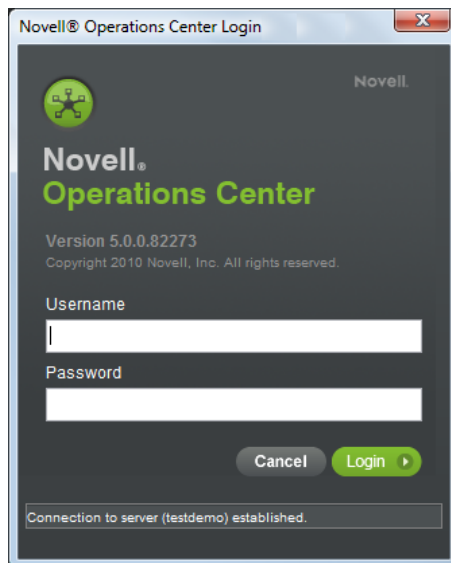 Novell® Operations Center Login
Novell.
Novell®
Operations Center
Version 5.0.0.82273
Copyright 2010 Novell, Inc. All rights reserved.
Username
Password
Cancel
Login
Connection to server (testdemo) established.